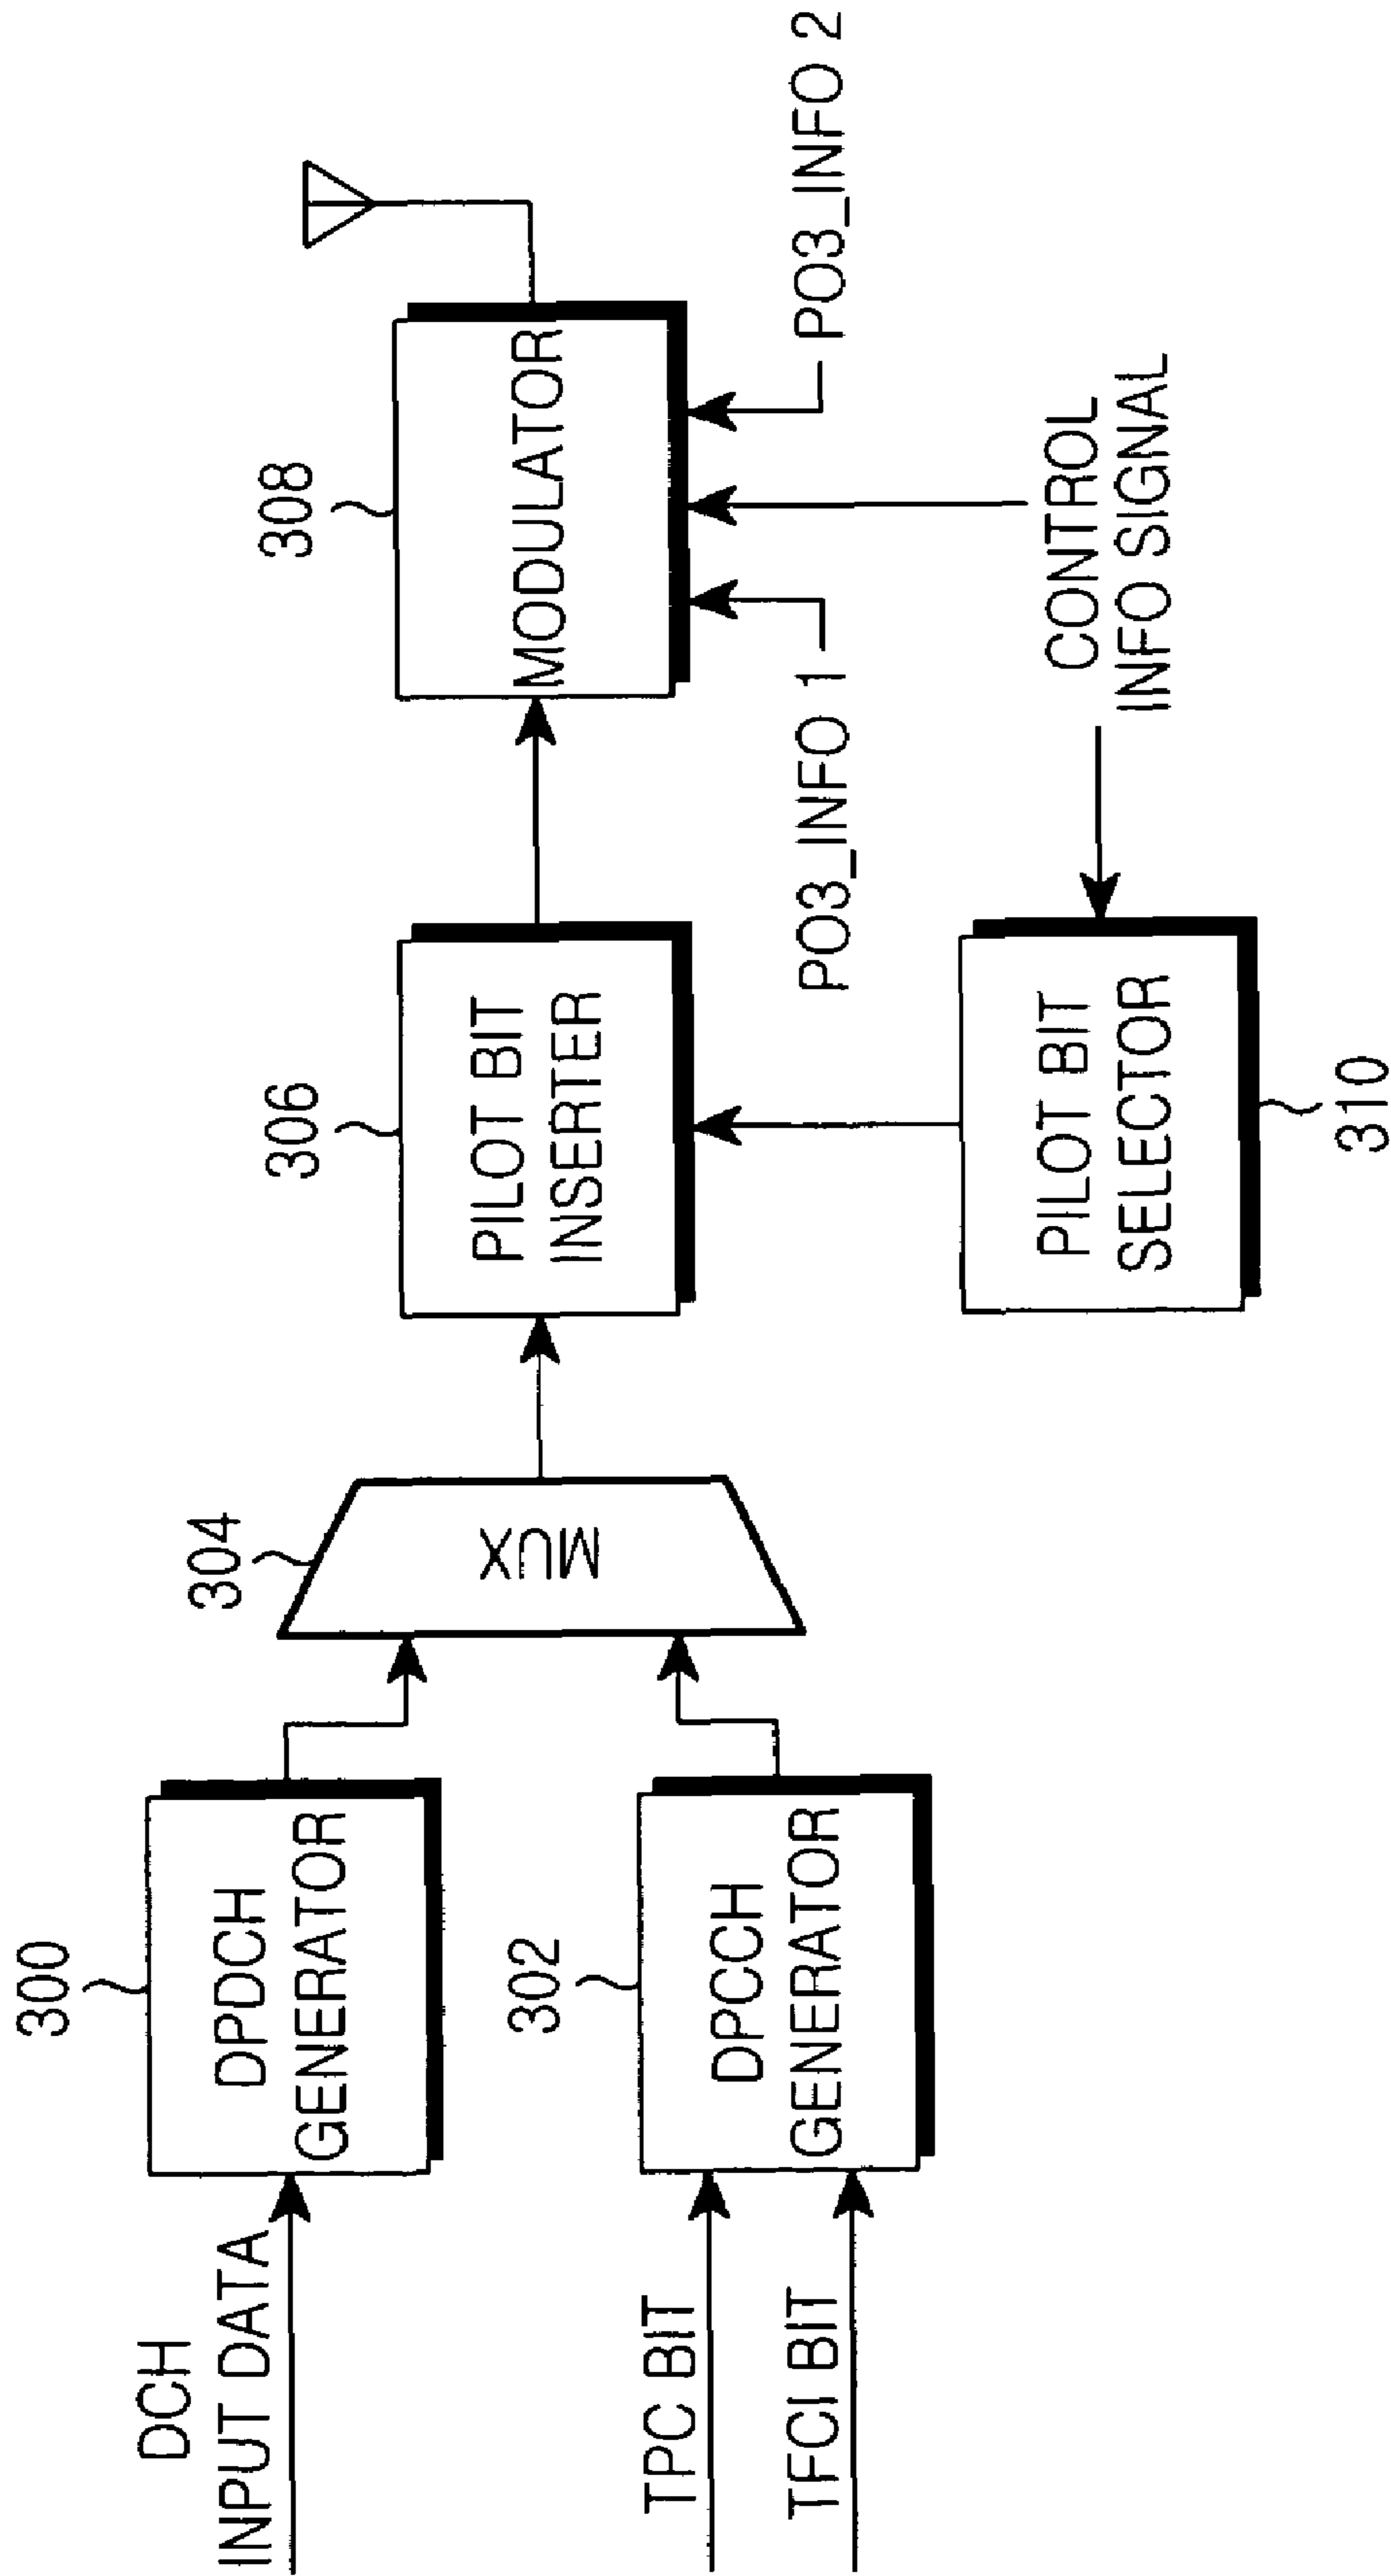 DCH
INPUT DATA
300
DPDCH
GENERATOR
TPC BIT
TFCI BIT
302
DPCCH
GENERATOR
304
MUX
306
PILOT BIT
INSERTER
308
MODULATOR
PO3_INFO 1
PO3_INFO 2
PILOT BIT
SELECTOR
310
CONTROL
INFO SIGNAL